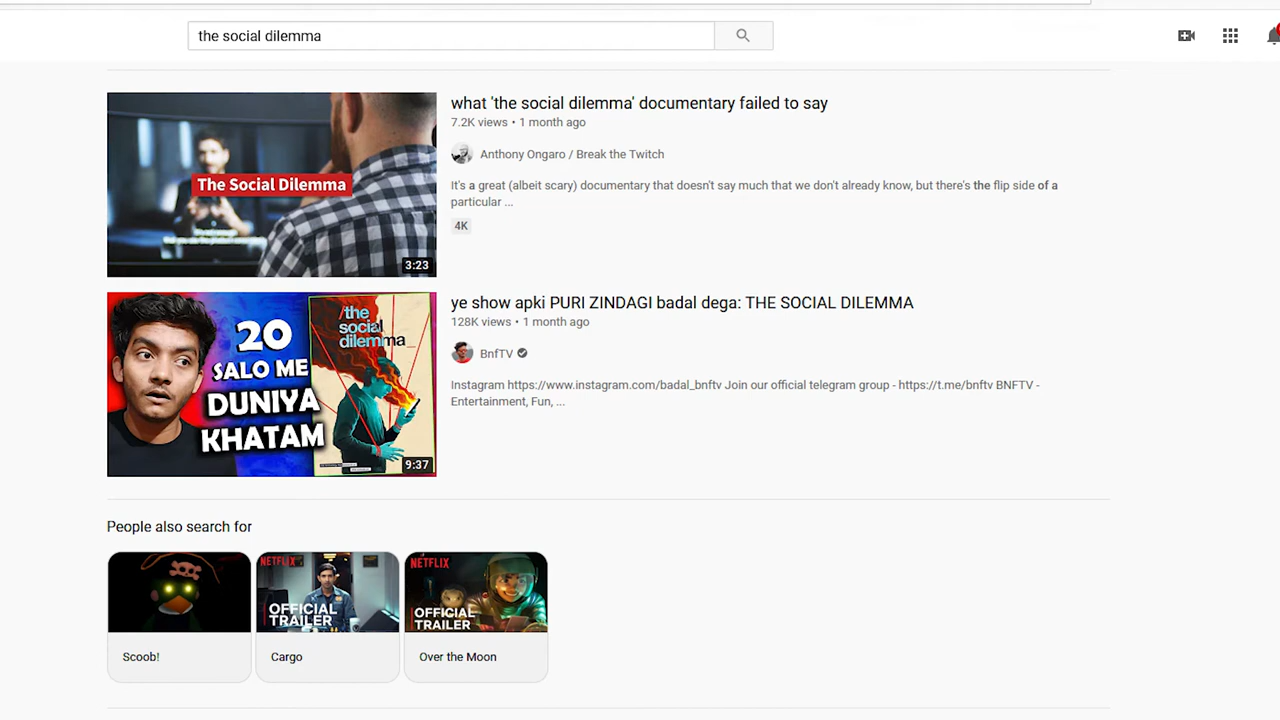 the social dilemma
The Social Dilemma
3:23
what 'the social dilemma' documentary failed to say
7.2K views • 1 month ago
Anthony Ongaro / Break the Twitch
It's a great (albeit scary) documentary that doesn't say much that we don't already know, but there's the flip side of a
particular ...
4K
20
SALO ME
DUNIYA
KHATAM
/the
social
dilemma_
9:37
ye show apki PURI ZINDAGI badal dega: THE SOCIAL DILEMMA
128K views • 1 month ago
BnfTV
Instagram https://www.instagram.com/badal_bnftv Join our official telegram group - https://t.me/bnftv BNFTV -
Entertainment, Fun, ...
People also search for
NETFLIX
OFFICIAL
TRAILER
NETFLIX
OFFICIAL
TRAILER
Scoob!
Cargo
Over the Moon